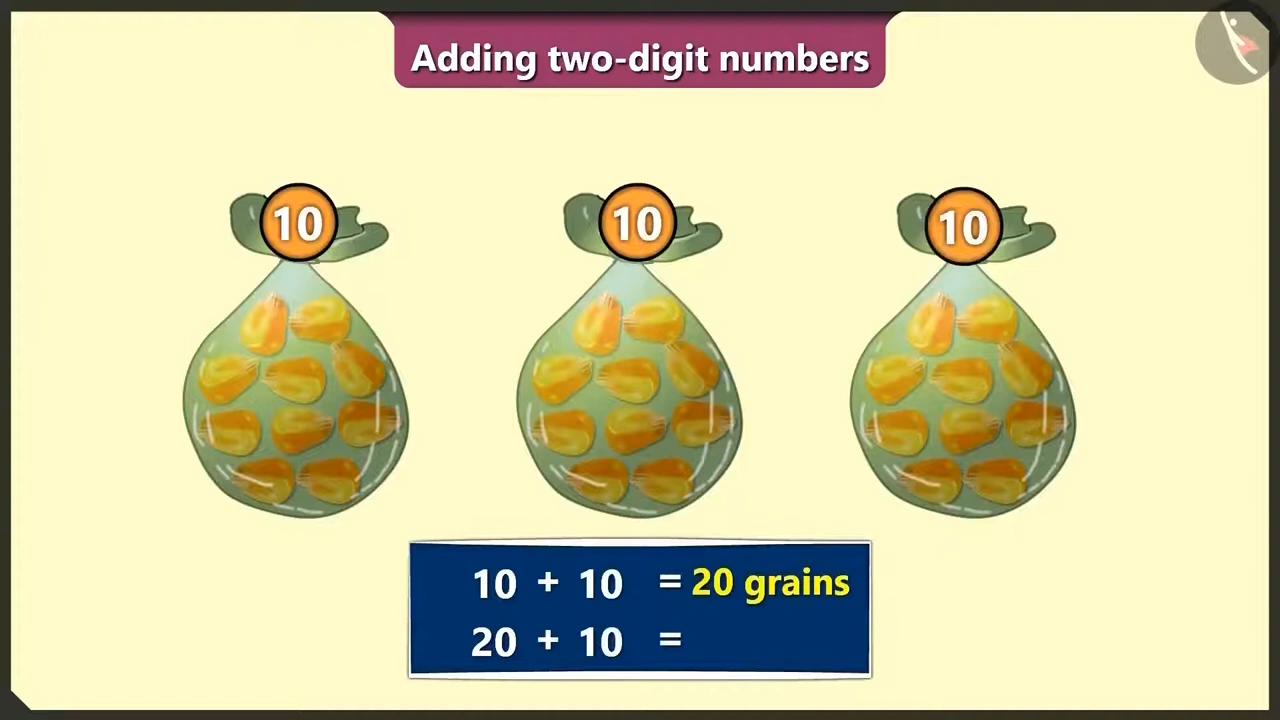 Adding two-digit numbers
10 10 10
10 + 10 = 20 grains
20 + 10 =